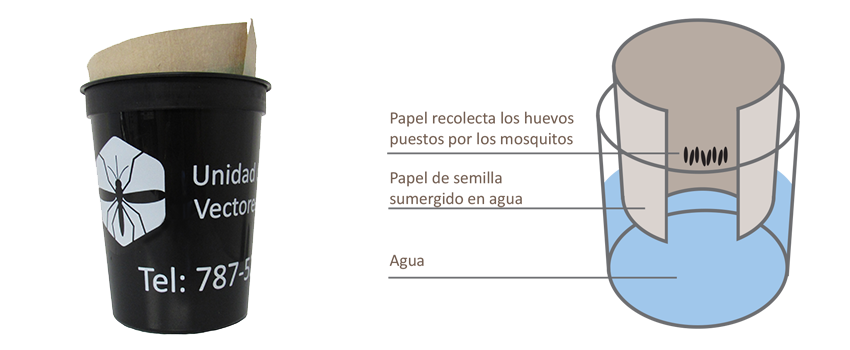 Unidad
Vectore
Tel: 787-5
Papel recolecta los huevos
puestos por los mosquitos
Papel de semilla
sumergido en agua
Agua